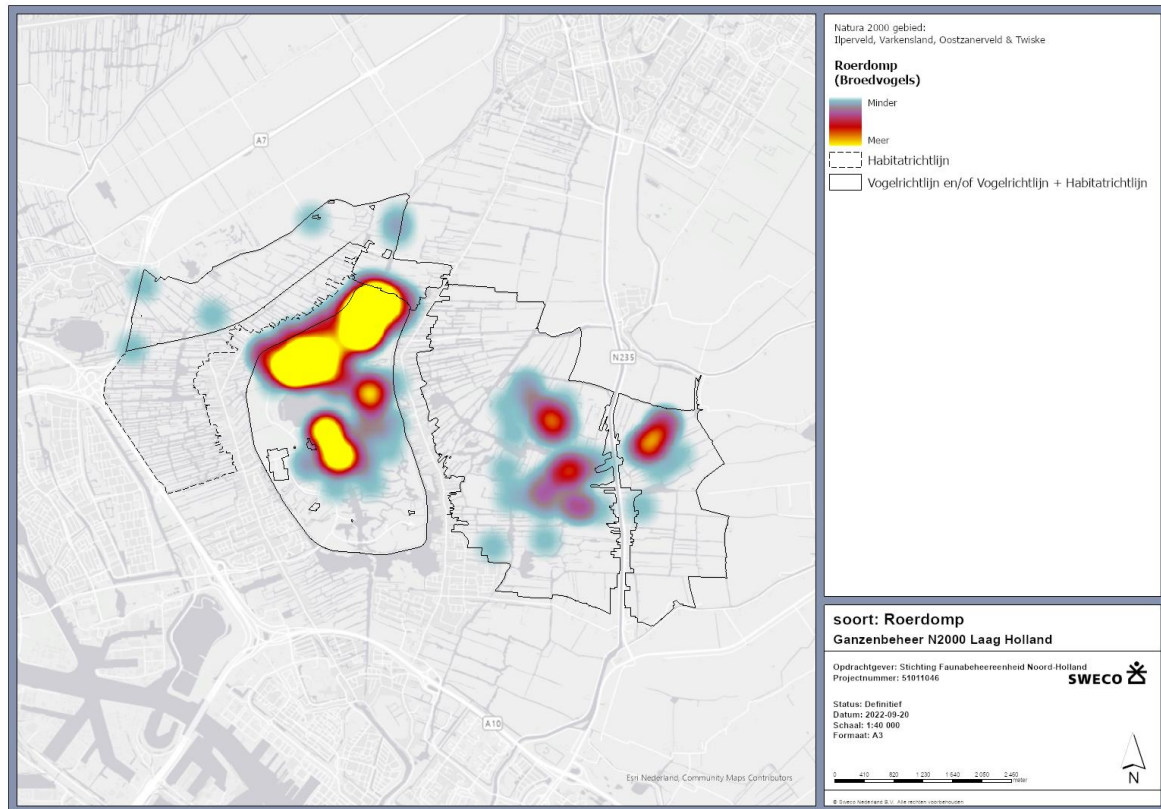 A7
N235
A10
Esri Nederland, Community Maps Contributors
Natura 2000 gebied:
Ilperveld, Varkensland, Oostzanerveld & Twiske
Roerdomp
(Broedvogels)
Minder
Meer
Habitatrichtlijn
Vogelrichtlijn en/of Vogelrichtlijn + Habitatrichtlijn
soort: Roerdomp
Ganzenbeheer N2000 Laag Holland
Opdrachtgever: Stichting Faunabeheereenheid Noord-Holland
Projectnummer: 51011046
SWECO
Status: Definitief
Datum: 2022-09-20
Schaal: 1:40 000
Formaat: A3
0 410 820 1 230 1 640 2 050 2 460
meter
N
© Sweco Nederland B.V. Alle rechten voorbehouden